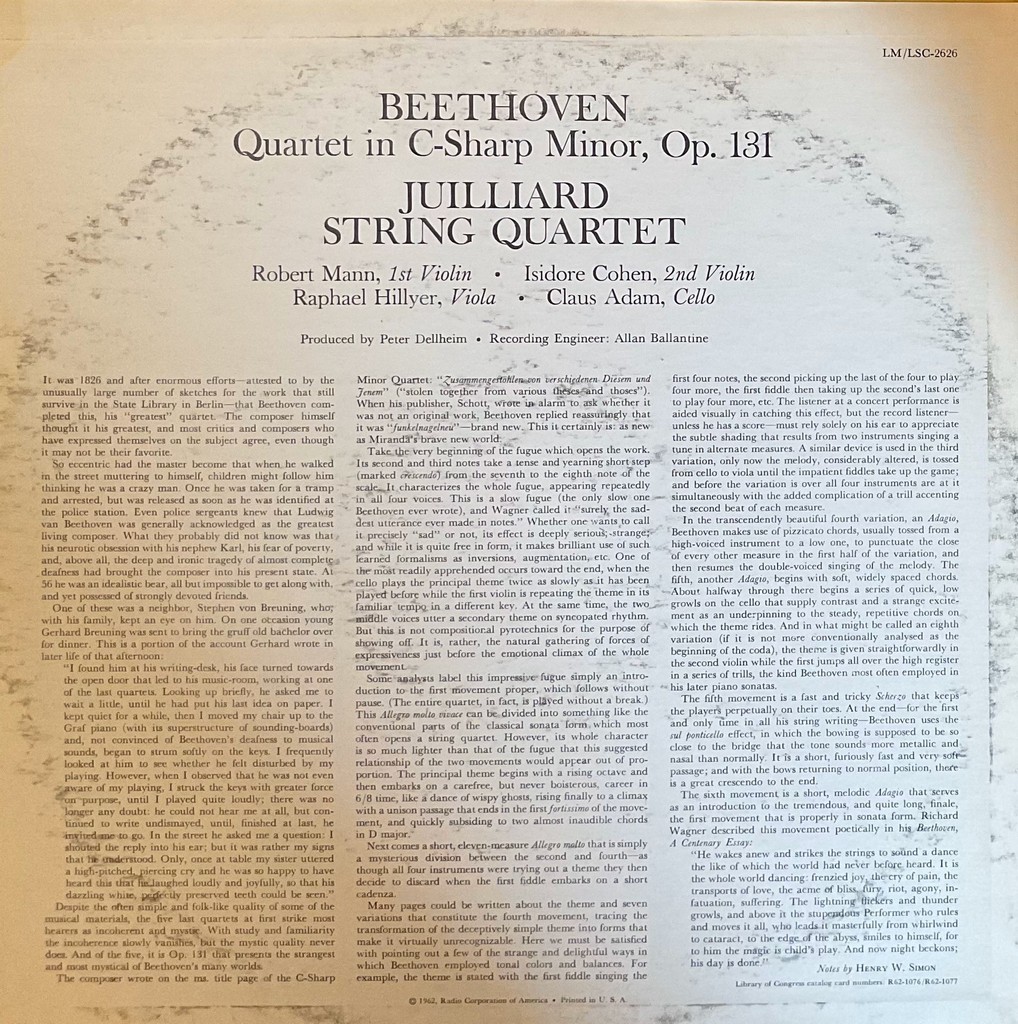 LM/LSC-2626
BEETHOVEN
Quartet in C-Sharp Minor, Op. 131
JUILLIARD
STRING QUARTET
Robert Mann, 1st Violin • Isidore Cohen, 2nd Violin
Raphael Hillyer, Viola • Claus Adam, Cello
Produced by Peter Dellheim • Recording Engineer: Allan Ballantine
It was 1826 and after enormous efforts—attested to by the
unusually large number of sketches for the work that still
survive in the State Library in Berlin—that Beethoven com-
pleted this, his "greatest" quartet. The composer himself
thought it his greatest, and most critics and composers who
have expressed themselves on the subject agree, even though
it may not be their favorite.
So eccentric had the master become that when he walked
in the street muttering to himself, children might follow him
thinking he was a crazy man. Once he was taken for a tramp
and arrested, but was released as soon as he was identified at
the police station. Even police sergeants knew that Ludwig
van Beethoven was generally acknowledged as the greatest
living composer. What they probably did not know was that
his neurotic obsession with his nephew Karl, his fear of poverty,
and, above all, the deep and ironic tragedy of almost complete
deafness had brought the composer into his present state. At
56 he was an idealistic bear, all but impossible to get along with,
and yet possessed of strongly devoted friends.
One of these was a neighbor, Stephen von Breuning, who,
with his family, kept an eye on him. On one occasion young
Gerhard Breuning was sent to bring the gruff old bachelor over
for dinner. This is a portion of the account Gerhard wrote in
later life of that afternoon:
"I found him at his writing-desk, his face turned towards
the open door that led to his music-room, working at one
of the last quartets. Looking up briefly, he asked me to
wait a little, until he had put his last idea on paper. I
kept quiet for a while, then I moved my chair up to the
Graf piano (with its superstructure of sounding-boards)
and, not convinced of Beethoven's deafness to musical
sounds, began to strum softly on the keys. I frequently
looked at him to see whether he felt disturbed by my
playing. However, when I observed that he was not even
aware of my playing, I struck the keys with greater force
on purpose, until I played quite loudly; there was no
longer any doubt: he could not hear me at all, but con-
tinued to write undismayed, until, finished at last, he
invited me to go. In the street he asked me a question: I
shouted the reply into his ear; but it was rather my signs
that he understood. Only, once at table my sister uttered
a high-pitched, piercing cry and he was so happy to have
heard this that he laughed loudly and joyfully, so that his
dazzling white, perfectly preserved teeth could be seen."
Despite the often simple and folk-like quality of some of the
musical materials, the five last quartets at first strike most
hearers as incoherent and mystic. With study and familiarity
the incoherence slowly vanishes, but the mystic quality never
does. And of the five, it is Op. 131 that presents the strangest
and most mystical of Beethoven's many worlds.
The composer wrote on the ms. title page of the C-Sharp
Minor Quartet: "Zusammengestohlen von verschiedenen Diesem und
Jenem" ("stolen together from various theses and thoses").
When his publisher, Schott, wrote in alarm to ask whether it
was not an original work, Beethoven replied reassuringly that
it was "funkelnagelneu"—brand new. This it certainly is: as new
as Miranda's brave new world.
Take the very beginning of the fugue which opens the work.
Its second and third notes take a tense and yearning short step
(marked crescendo) from the seventh to the eighth note of the
scale. It characterizes the whole fugue, appearing repeatedly
in all four voices. This is a slow fugue (the only slow one
Beethoven ever wrote), and Wagner called it "surely the sad-
dest utterance ever made in notes." Whether one wants to call
it precisely "sad" or not, its effect is deeply serious, strange;
and while it is quite free in form, it makes brilliant use of such
learned formalisms as inversions, augmentation, etc. One of
the most readily apprehended occurs toward the end, when the
cello plays the principal theme twice as slowly as it has been
played before while the first violin is repeating the theme in its
familiar tempo in a different key. At the same time, the two
middle voices utter a secondary theme on syncopated rhythm.
But this is not compositional pyrotechnics for the purpose of
showing off. It is, rather, the natural gathering of forces of
expressiveness just before the emotional climax of the whole
movement.
Some analysts label this impressive fugue simply an intro-
duction to the first movement proper, which follows without
pause. (The entire quartet, in fact, is played without a break.)
This Allegro molto vivace can be divided into something like the
conventional parts of the classical sonata form which most
often opens a string quartet. However, its whole character
is so much lighter than that of the fugue that this suggested
relationship of the two movements would appear out of pro-
portion. The principal theme begins with a rising octave and
then embarks on a carefree, but never boisterous, career in
6/8 time, like a dance of wispy ghosts, rising finally to a climax
with a unison passage that ends in the first fortissimo of the move-
ment, and quickly subsiding to two almost inaudible chords
in D major.
Next comes a short, eleven-measure Allegro molto that is simply
a mysterious division between the second and fourth—as
though all four instruments were trying out a theme they then
decide to discard when the first fiddle embarks on a short
cadenza.
Many pages could be written about the theme and seven
variations that constitute the fourth movement, tracing the
transformation of the deceptively simple theme into forms that
make it virtually unrecognizable. Here we must be satisfied
with pointing out a few of the strange and delightful ways in
which Beethoven employed tonal colors and balances. For
example, the theme is stated with the first fiddle singing the
first four notes, the second picking up the last of the four to play
four more, the first fiddle then taking up the second's last one
to play four more, etc. The listener at a concert performance is
aided visually in catching this effect, but the record listener—
unless he has a score—must rely solely on his ear to appreciate
the subtle shading that results from two instruments singing a
tune in alternate measures. A similar device is used in the third
variation, only now the melody, considerably altered, is tossed
from cello to viola until the impatient fiddles take up the game;
and before the variation is over all four instruments are at it
simultaneously with the added complication of a trill accenting
the second beat of each measure.
In the transcendently beautiful fourth variation, an Adagio,
Beethoven makes use of pizzicato chords, usually tossed from a
high-voiced instrument to a low one, to punctuate the close
of every other measure in the first half of the variation, and
then resumes the double-voiced singing of the melody. The
fifth, another Adagio, begins with soft, widely spaced chords.
About halfway through there begins a series of quick, low
growls on the cello that supply contrast and a strange excite-
ment as an underpinning to the steady, repetitive chords on
which the theme rides. And in what might be called an eighth
variation (if it is not more conventionally analysed as the
beginning of the coda), the theme is given straightforwardly in
the second violin while the first jumps all over the high register
in a series of trills, the kind Beethoven most often employed in
his later piano sonatas.
The fifth movement is a fast and tricky Scherzo that keeps
the players perpetually on their toes. At the end—for the first
and only time in all his string writing—Beethoven uses the
sul ponticello effect, in which the bowing is supposed to be so
close to the bridge that the tone sounds more metallic and
nasal than normally. It is a short, furiously fast and very soft
passage; and with the bows returning to normal position, there
is a great crescendo to the end.
The sixth movement is a short, melodic Adagio that serves
as an introduction to the tremendous, and quite long, finale,
the first movement that is properly in sonata form. Richard
Wagner described this movement poetically in his Beethoven,
A Centenary Essay:
"He wakes anew and strikes the strings to sound a dance
the like of which the world had never before heard. It is
the whole world dancing: frenzied joy, the cry of pain, the
transports of love, the acme of bliss, fury, riot, agony, in-
fatuation, suffering. The lightning flickers and thunder
growls, and above it the stupendous Performer who rules
and moves it all, who leads it masterfully from whirlwind
to cataract, to the edge of the abyss, smiles to himself, for
to him the magic is child's play. And now night beckons;
his day is done."
Notes by HENRY W. SIMON
Library of Congress catalog card numbers: R62-1076/R62-1077
© 1962, Radio Corporation of America • Printed in U. S. A.